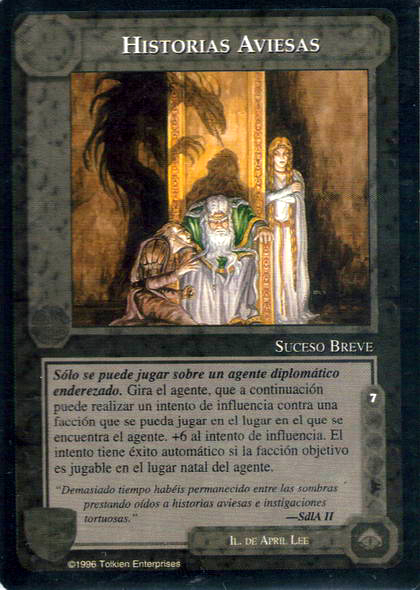 HISTORIAS AVIESAS
SUCESO BREVE
Sólo se puede jugar sobre un agente diplomático
enderezado. Gira el agente, que a continuación
puede realizar un intento de influencia contra una
facción que se pueda jugar en el lugar en el que se
encuentra el agente. +6 al intento de influencia. El
intento tiene éxito automático si la facción objetivo
es jugable en el lugar natal del agente.
7
"Demasiado tiempo habéis permanecido entre las sombras
prestando oídos a historias aviesas e instigaciones
tortuosas." —SdlA II
IL. DE APRIL LEE
©1996 Tolkien Enterprises